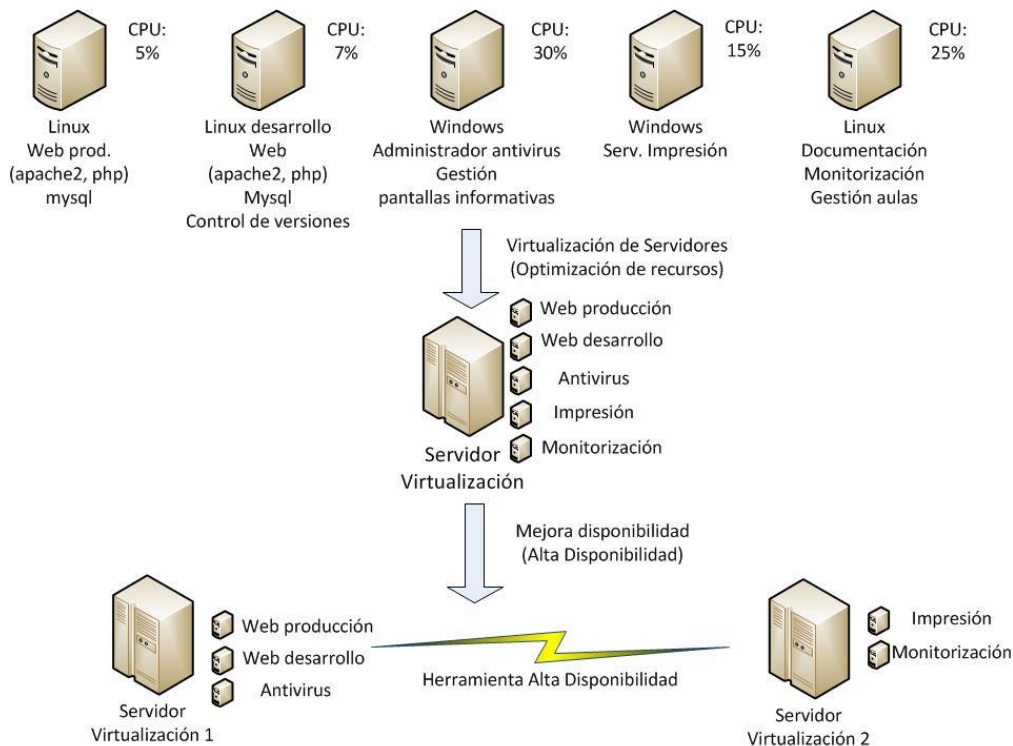 CPU:
5%
Linux
Web prod.
(apache2, php)
mysql
CPU:
7%
Linux desarrollo
Web
(apache2, php)
Mysql
Control de versiones
CPU:
30%
Windows
Administrador antivirus
Gestión
pantallas informativas
CPU:
15%
Windows
Serv. Impresión
CPU:
25%
Linux
Documentación
Monitorización
Gestión aulas
Virtualización de Servidores
(Optimización de recursos)
Web producción
Web desarrollo
Antivirus
Impresión
Monitorización
Servidor
Virtualización
Mejora disponibilidad
(Alta Disponibilidad)
Web producción
Web desarrollo
Antivirus
Servidor
Virtualización 1
Herramienta Alta Disponibilidad
Impresión
Monitorización
Servidor
Virtualización 2